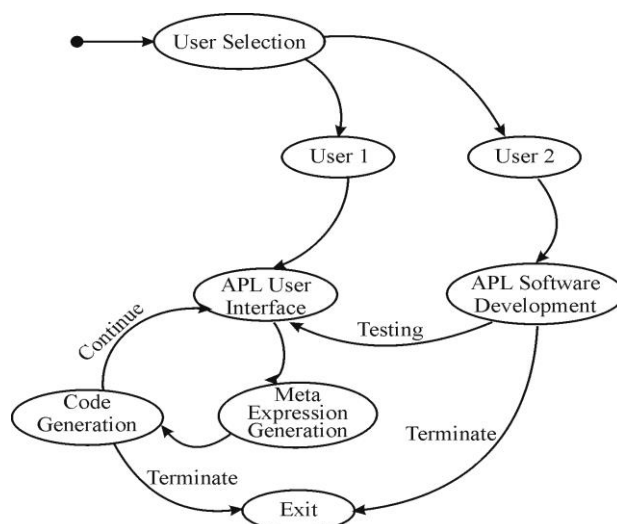 User Selection
User 1
User 2
APL User
Interface
APL Software
Development
Continue
Testing
Code
Generation
Meta
Expression
Generation
Terminate
Terminate
Exit